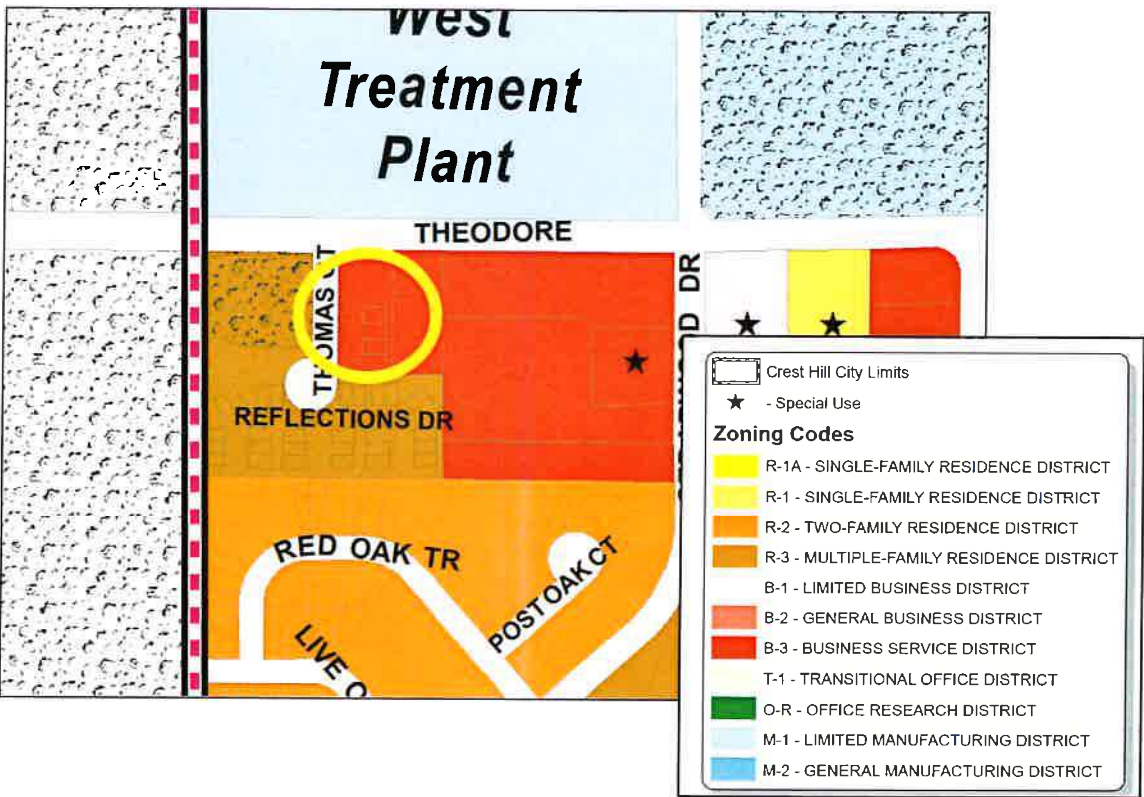 West
Treatment
Plant
THEODORE
THOMAS CT
REFLECTIONS DR
DR
RED OAK TR
POST OAK CT
LIVE O
Crest Hill City Limits
★ - Special Use
Zoning Codes
R-1A - SINGLE-FAMILY RESIDENCE DISTRICT
R-1 - SINGLE-FAMILY RESIDENCE DISTRICT
R-2 - TWO-FAMILY RESIDENCE DISTRICT
R-3 - MULTIPLE-FAMILY RESIDENCE DISTRICT
B-1 - LIMITED BUSINESS DISTRICT
B-2 - GENERAL BUSINESS DISTRICT
B-3 - BUSINESS SERVICE DISTRICT
T-1 - TRANSITIONAL OFFICE DISTRICT
O-R - OFFICE RESEARCH DISTRICT
M-1 - LIMITED MANUFACTURING DISTRICT
M-2 - GENERAL MANUFACTURING DISTRICT